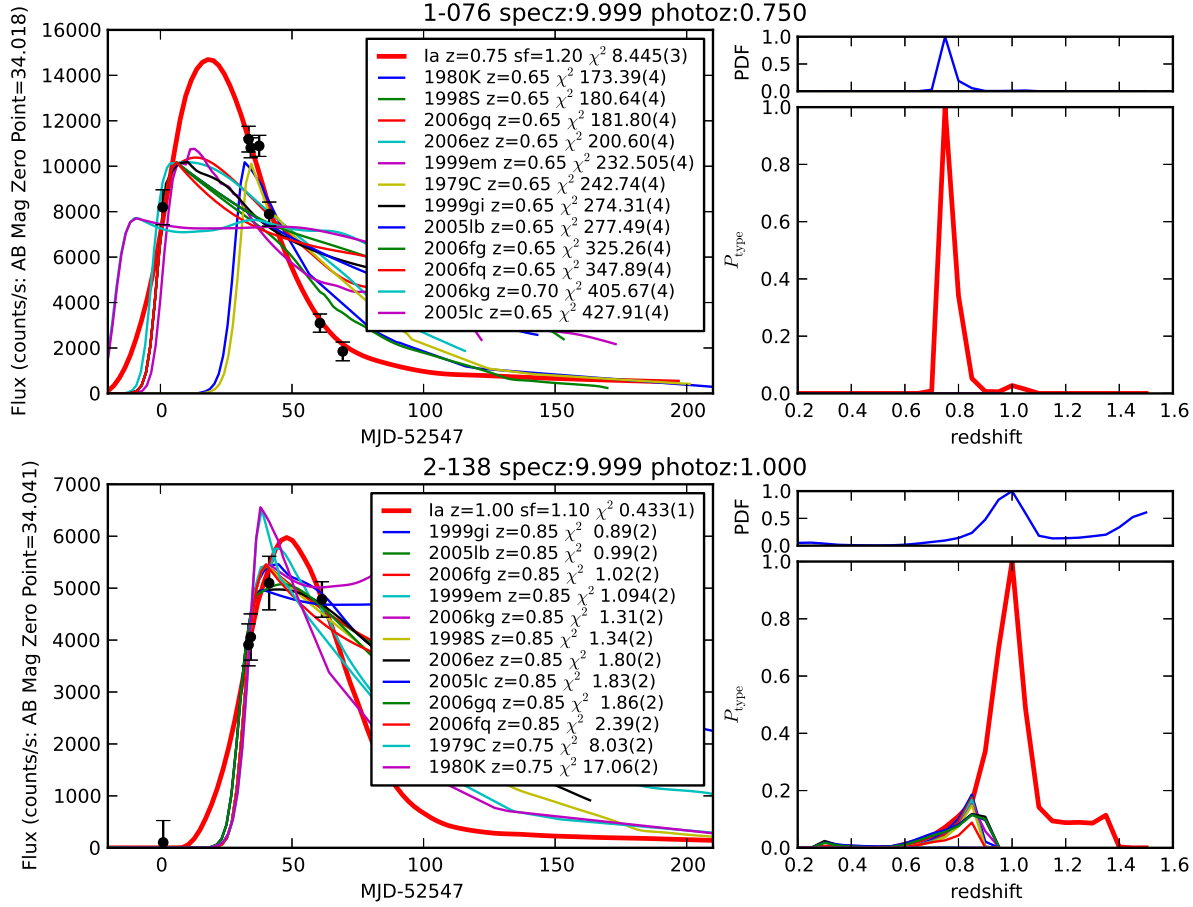 1-076 specz:9.999 photoz:0.750
Flux (counts/s: AB Mag Zero Point=34.018)
16000
14000
12000
10000
8000
6000
4000
2000
0
Ia z=0.75 sf=1.20 χ² 8.445(3)
1980K z=0.65 χ² 173.39(4)
1998S z=0.65 χ² 180.64(4)
2006gq z=0.65 χ² 181.80(4)
2006ez z=0.65 χ² 200.60(4)
1999em z=0.65 χ² 232.505(4)
1979C z=0.65 χ² 242.74(4)
1999gi z=0.65 χ² 274.31(4)
2005lb z=0.65 χ² 277.49(4)
2006fg z=0.65 χ² 325.26(4)
2006fq z=0.65 χ² 347.89(4)
2006kg z=0.70 χ² 405.67(4)
2005lc z=0.65 χ² 427.91(4)
0 50 100 150 200
MJD-52547
PDF
1.0
0.5
0.0
P_type
1.0
0.8
0.6
0.4
0.2
0.0
0.2 0.4 0.6 0.8 1.0 1.2 1.4 1.6
redshift
2-138 specz:9.999 photoz:1.000
Flux (counts/s: AB Mag Zero Point=34.041)
7000
6000
5000
4000
3000
2000
1000
0
Ia z=1.00 sf=1.10 χ² 0.433(1)
1999gi z=0.85 χ² 0.89(2)
2005lb z=0.85 χ² 0.99(2)
2006fg z=0.85 χ² 1.02(2)
1999em z=0.85 χ² 1.094(2)
2006kg z=0.85 χ² 1.31(2)
1998S z=0.85 χ² 1.34(2)
2006ez z=0.85 χ² 1.80(2)
2005lc z=0.85 χ² 1.83(2)
2006gq z=0.85 χ² 1.86(2)
2006fq z=0.85 χ² 2.39(2)
1979C z=0.75 χ² 8.03(2)
1980K z=0.75 χ² 17.06(2)
0 50 100 150 200
MJD-52547
PDF
1.0
0.5
0.0
P_type
1.0
0.8
0.6
0.4
0.2
0.0
0.2 0.4 0.6 0.8 1.0 1.2 1.4 1.6
redshift